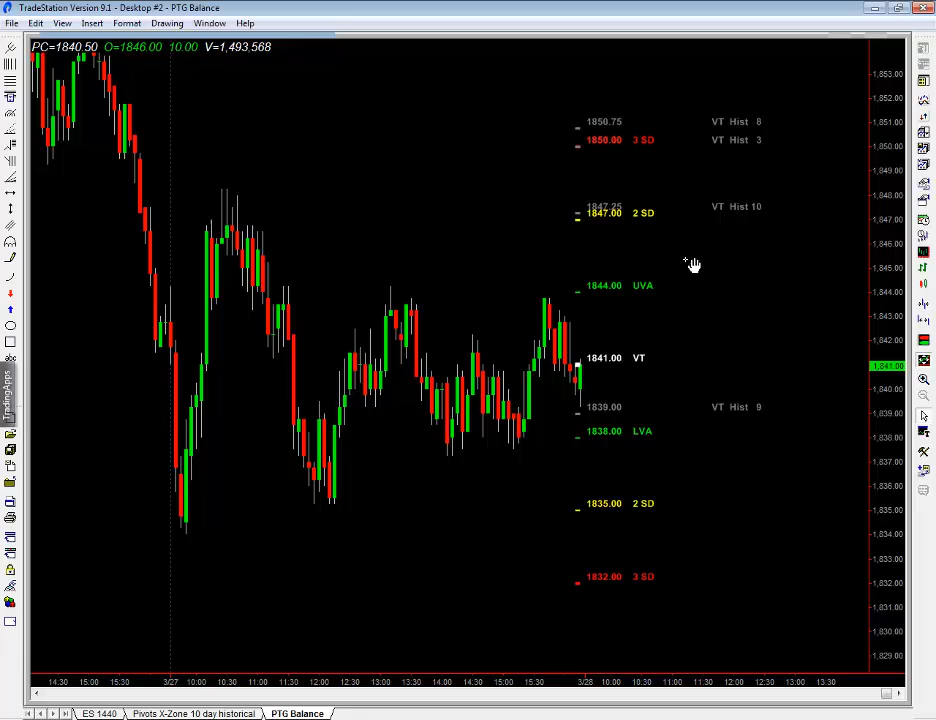 TradeStation Version 9.1 - Desktop #2 - PTG Balance
File Edit View Insert Format Drawing Window Help
PC=1840.50 O=1846.00 10.00 V=1,493,568
1,853.00
1,852.00
1850.75 VT Hist 8 1,851.00
1850.00 3 SD VT Hist 3 1,850.00
1,849.00
1,848.00
1847.25 VT Hist 10
1847.00 2 SD 1,847.00
1,846.00
1,845.00
1844.00 UVA 1,844.00
1,843.00
1,842.00
1841.00 VT 1,841.00
1,840.00
1839.00 VT Hist 9 1,839.00
1838.00 LVA 1,838.00
1,837.00
1,836.00
1835.00 2 SD 1,835.00
1,834.00
1,833.00
1832.00 3 SD 1,832.00
1,831.00
1,830.00
1,829.00
TradingApps
abc
14:30 15:00 15:30 3/27 10:00 10:30 11:00 11:30 12:00 12:30 13:00 13:30 14:00 14:30 15:00 15:30 3/28 10:00 10:30 11:00 11:30 12:00 12:30 13:00 13:30
ES 1440 Pivots X-Zone 10 day historical PTG Balance